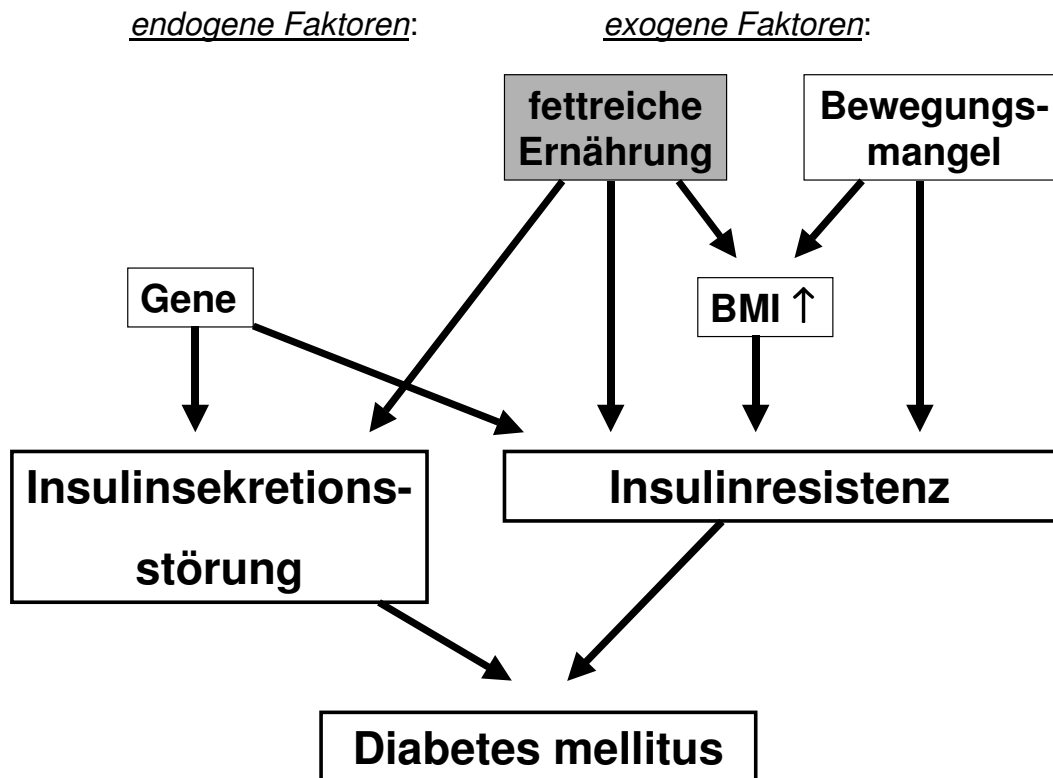 endogene Faktoren:
exogene Faktoren:
fettreiche
Ernährung
Bewegungs-
mangel
Gene
BMI ↑
Insulinsekretions-
störung
Insulinresistenz
Diabetes mellitus